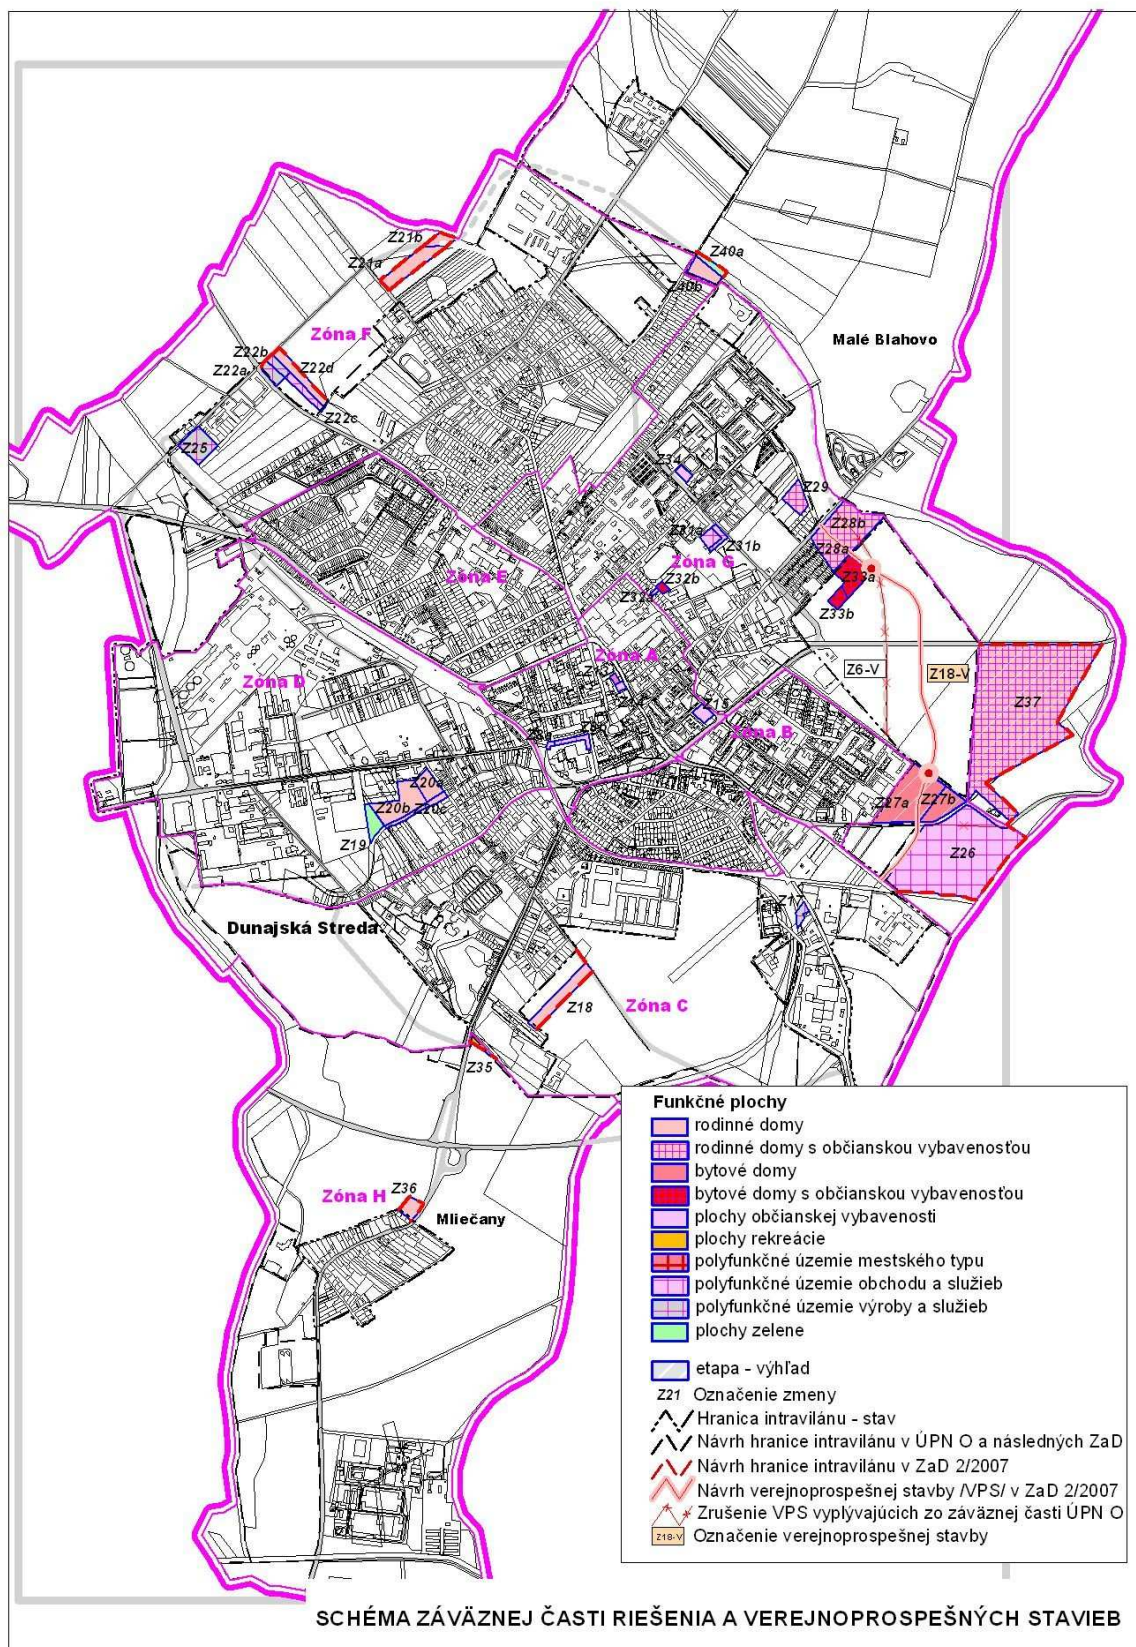 Z21b
Z21a
Zóna F
Z40a
Z40b
Malé Blahovo
Z22b
Z22a
Z22d
Z22c
Z25
Z34
Z29
Z28b
Z31a
Z31b
Z28a
Zóna E
Zóna G
Z32b
Z33a
Z33b
Zóna A
Z6-V
Z18-V
Zóna D
Z37
Z15
Zóna B
Z20b
Z20c
Z27a
Z27b
Z19
Z26
Z17
Dunajská Streda
Z18
Zóna C
Z35
Z36
Zóna H
Mliečany
Funkčné plochy
rodinné domy
rodinné domy s občianskou vybavenosťou
bytové domy
bytové domy s občianskou vybavenosťou
plochy občianskej vybavenosti
plochy rekreácie
polyfunkčné územie mestského typu
polyfunkčné územie obchodu a služieb
polyfunkčné územie výroby a služieb
plochy zelene
etapa - výhľad
Z21 Označenie zmeny
Hranica intravilánu - stav
Návrh hranice intravilánu v ÚPN O a následných ZaD
Návrh hranice intravilánu v ZaD 2/2007
Návrh verejnoprospešnej stavby /VPS/ v ZaD 2/2007
Zrušenie VPS vyplývajúcich zo záväznej časti ÚPN O
Z18-V Označenie verejnoprospešnej stavby
SCHÉMA ZÁVÄZNEJ ČASTI RIEŠENIA A VEREJNOPROSPEŠNÝCH STAVIEB